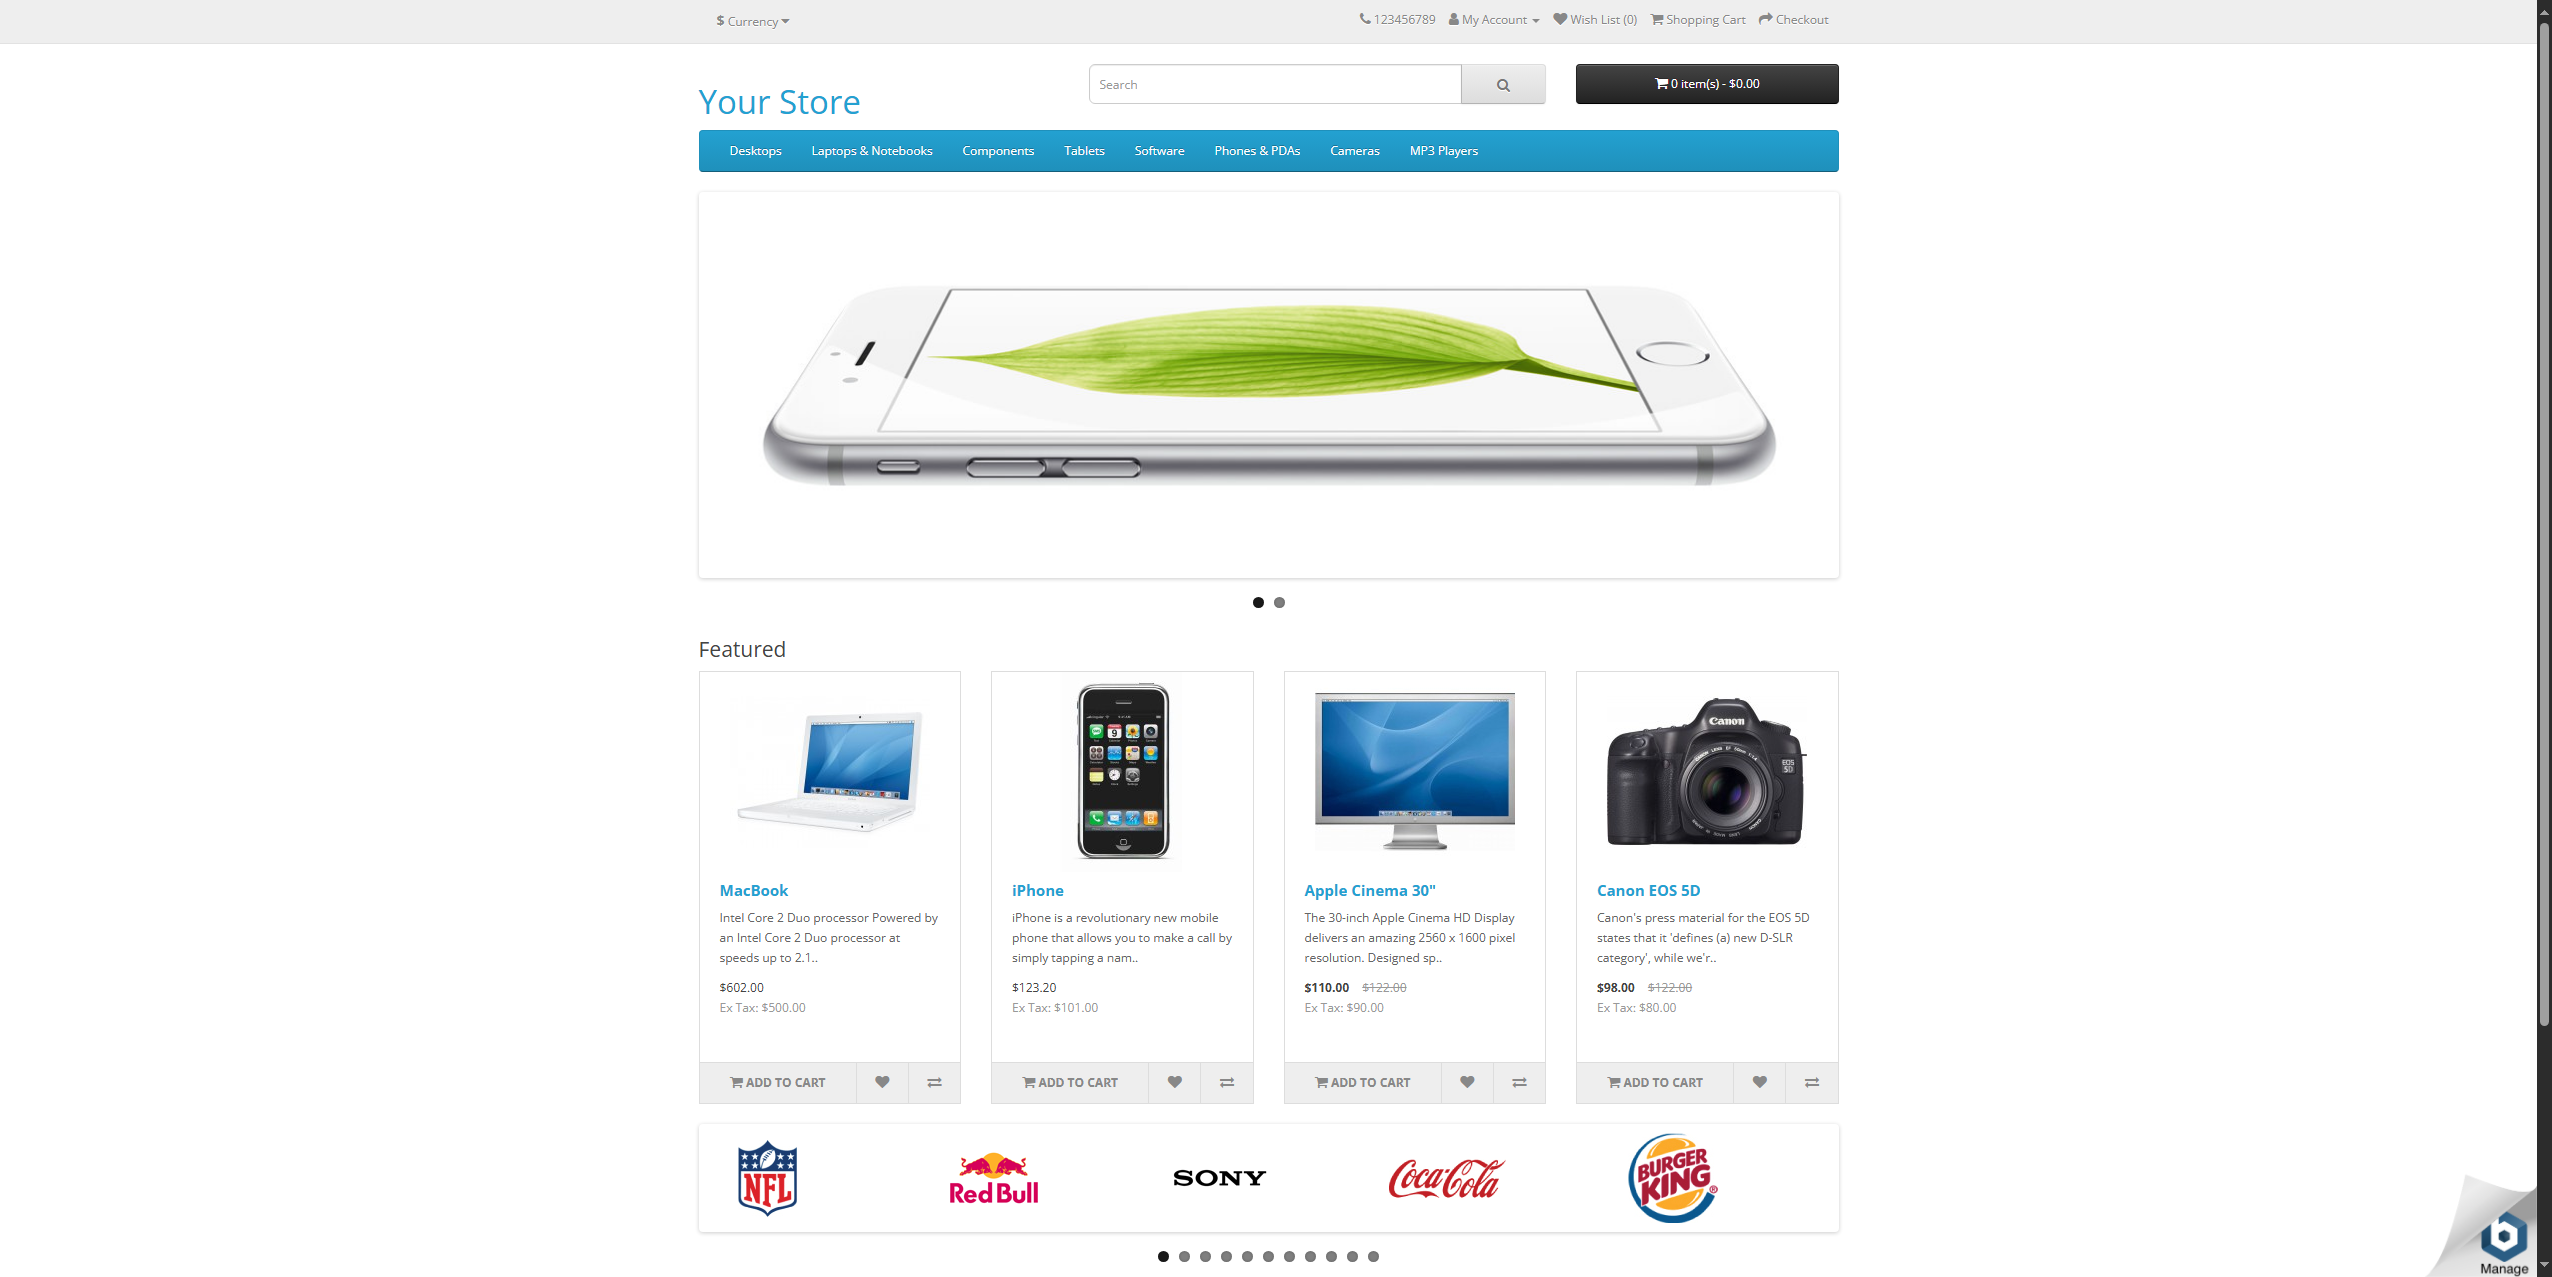 $ Currency
123456789 My Account Wish List (0) Shopping Cart Checkout
Your Store
Search
0 item(s) - $0.00
Desktops Laptops & Notebooks Components Tablets Software Phones & PDAs Cameras MP3 Players
Featured
Canon
EOS
5D
MacBook
Intel Core 2 Duo processor Powered by
an Intel Core 2 Duo processor at
speeds up to 2.1..
$602.00
Ex Tax: $500.00
ADD TO CART
iPhone
iPhone is a revolutionary new mobile
phone that allows you to make a call by
simply tapping a nam..
$123.20
Ex Tax: $101.00
ADD TO CART
Apple Cinema 30"
The 30-inch Apple Cinema HD Display
delivers an amazing 2560 x 1600 pixel
resolution. Designed sp..
$110.00 $122.00
Ex Tax: $90.00
ADD TO CART
Canon EOS 5D
Canon's press material for the EOS 5D
states that it 'defines (a) new D-SLR
category', while we'r..
$98.00 $122.00
Ex Tax: $80.00
ADD TO CART
NFL
Red Bull
SONY
Coca-Cola
BURGER
KING®
Manage